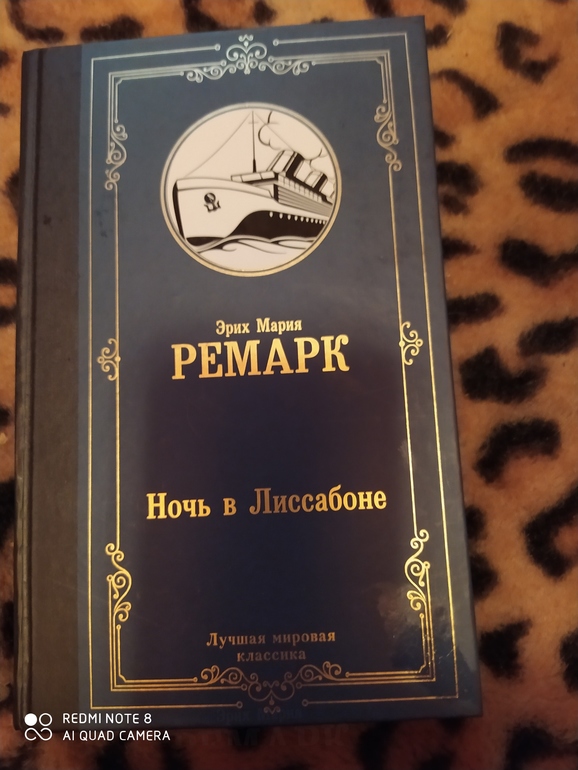 Эрих Мария
РЕМАРК
Ночь в Лиссабоне
Лучшая мировая
классика
REDMI NOTE 8
AI QUAD CAMERA